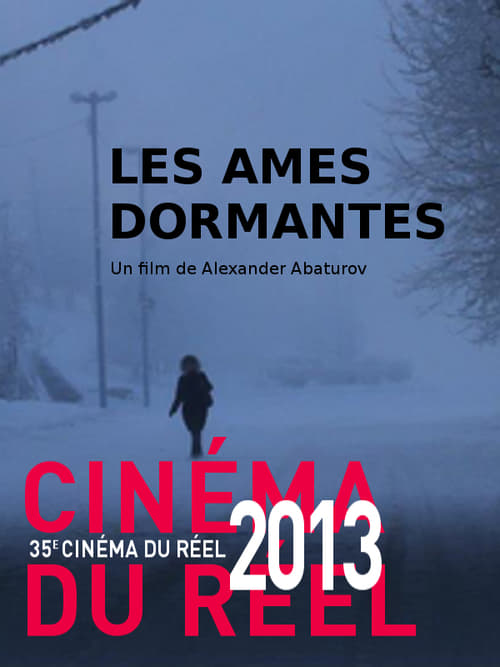 LES AMES
DORMANTES
Un film de Alexander Abaturov
CINÉMA
2013
35E CINÉMA DU RÉEL
DU RÉEL